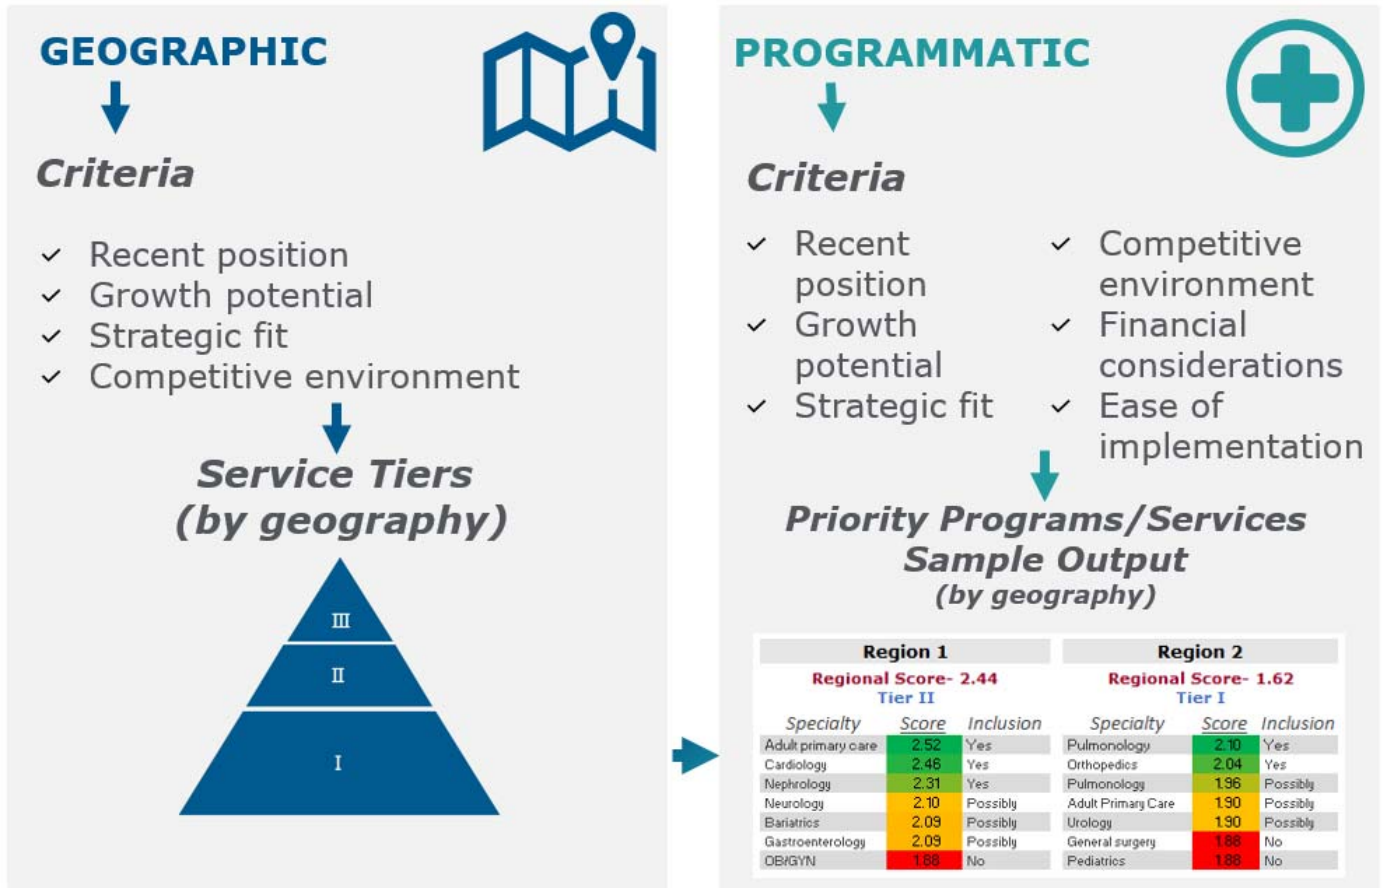 GEOGRAPHIC
Criteria
Recent position
Growth potential
Strategic fit
Competitive environment
Service Tiers
(by geography)
III
II
I
PROGRAMMATIC
Criteria
Recent
position
Growth
potential
Strategic fit
Competitive
environment
Financial
considerations
Ease of
implementation
Priority Programs/Services
Sample Output
(by geography)
Region 1
Regional Score- 2.44
Tier II
Specialty Score Inclusion
Adult primary care 2.52 Yes
Cardiology 2.46 Yes
Nephrology 2.31 Yes
Neurology 2.10 Possibly
Bariatrics 2.09 Possibly
Gastroenterology 2.09 Possibly
OB/GYN 1.88 No
Region 2
Regional Score- 1.62
Tier I
Specialty Score Inclusion
Pulmonology 2.10 Yes
Orthopedics 2.04 Yes
Pulmonology 1.96 Possibly
Adult Primary Care 1.90 Possibly
Urology 1.90 Possibly
General surgery 1.88 No
Pediatrics 1.88 No